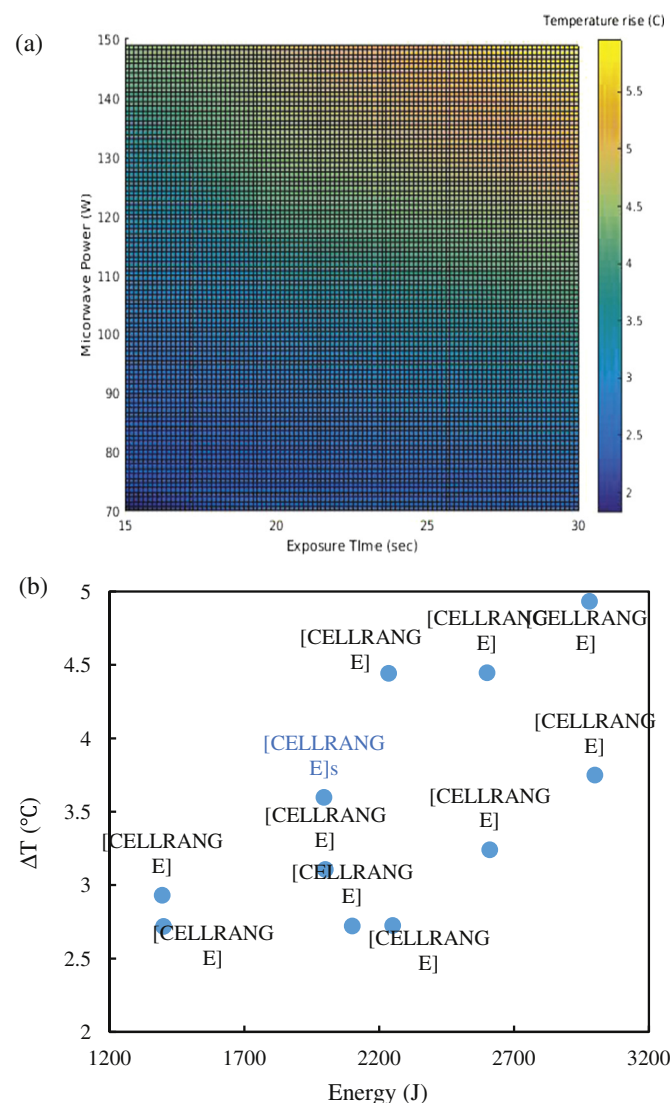 (a)
Temperature rise (C)
150
140
130
120
110
100
90
80
70
Micorwave Power (W)
15
20
25
30
Exposure TIme (sec)
5.5
5
4.5
4
3.5
3
2.5
2
(b)
5
4.5
4
3.5
3
2.5
2
ΔT (°C)
[CELLRANG
E]
[CELLRANG
E]
[CELLRANG
E]
[CELLRANG
E]
[CELLRANG
E]s
[CELLRANG
E]
[CELLRANG
E]
[CELLRANG
E]
[CELLRANG
E]
[CELLRANG
E]
[CELLRANG
E]
1200
1700
2200
2700
3200
Energy (J)